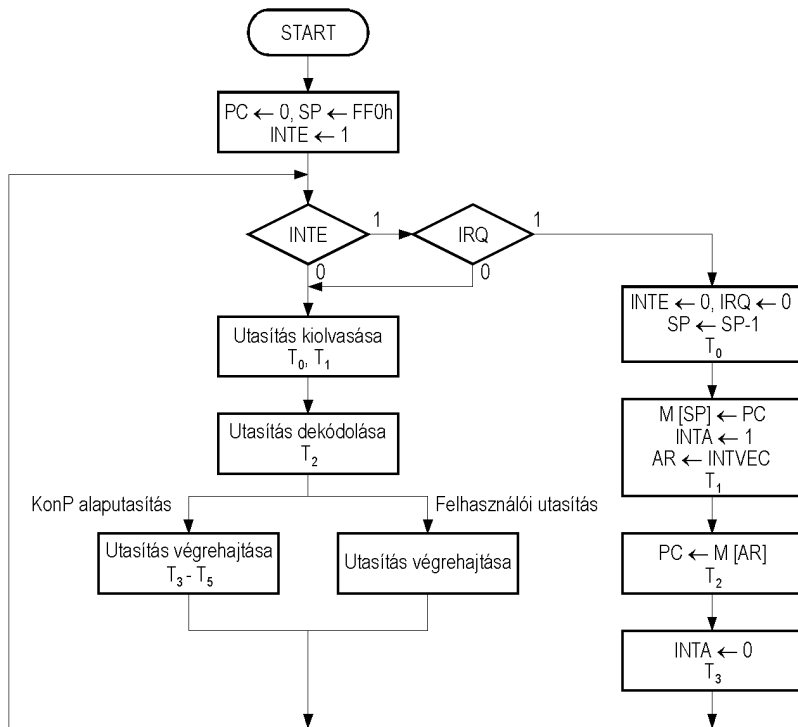 START
PC ← 0, SP ← FF0h
INTE ← 1
INTE
1
0
IRQ
1
0
Utasítás kiolvasása
T₀, T₁
Utasítás dekódolása
T₂
KonP alaputasítás
Felhasználói utasítás
Utasítás végrehajtása
T₃ - T₅
Utasítás végrehajtása
INTE ← 0, IRQ ← 0
SP ← SP-1
T₀
M [SP] ← PC
INTA ← 1
AR ← INTVEC
T₁
PC ← M [AR]
T₂
INTA ← 0
T₃